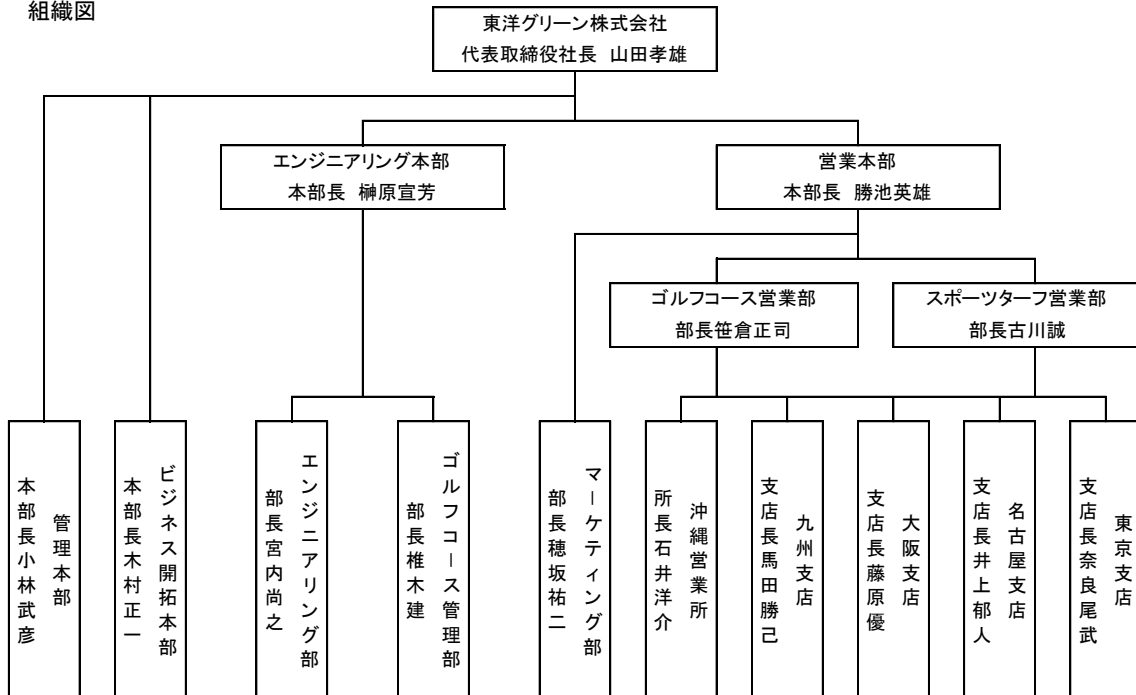 組織図
東洋グリーン株式会社
代表取締役社長 山田孝雄
エンジニアリング本部
本部長 榊原宣芳
営業本部
本部長 勝池英雄
ゴルフコース営業部
部長笹倉正司
スポーツターフ営業部
部長古川誠
管理本部
本部長小林武彦
ビジネス開拓本部
本部長木村正一
エンジニアリング部
部長宮内尚之
ゴルフコース管理部
部長椎木建
マーケティング部
部長穂坂祐二
沖縄営業所
所長石井洋介
九州支店
支店長馬田勝己
大阪支店
支店長藤原優
名古屋支店
支店長井上郁人
東京支店
支店長奈良尾武